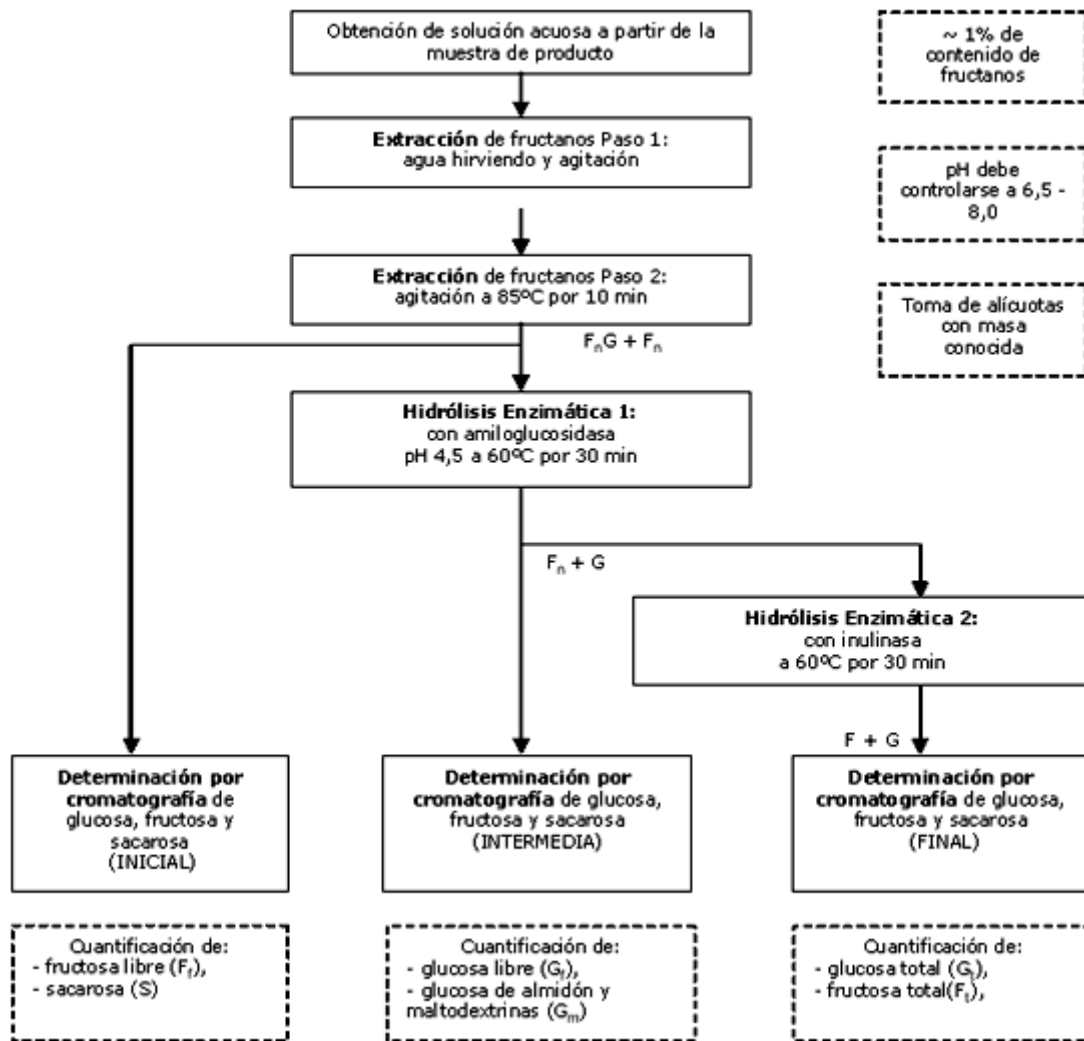 Obtención de solución acuosa a partir de la
muestra de producto
~ 1% de
contenido de
fructanos
Extracción de fructanos Paso 1:
agua hirviendo y agitación
pH debe
controlarse a 6,5 -
8,0
Extracción de fructanos Paso 2:
agitación a 85ºC por 10 min
Toma de alícuotas
con masa
conocida
FₙG + Fₙ
Hidrólisis Enzimática 1:
con amiloglucosidasa
pH 4,5 a 60ºC por 30 min
Fₙ + G
Hidrólisis Enzimática 2:
con inulinasa
a 60ºC por 30 min
F + G
Determinación por
cromatografía de
glucosa, fructosa y
sacarosa
(INICIAL)
Determinación por
cromatografía de glucosa,
fructosa y sacarosa
(INTERMEDIA)
Determinación por
cromatografía de glucosa,
fructosa y sacarosa
(FINAL)
Quantificación de:
- fructosa libre (Ff),
- sacarosa (S)
Quantificación de:
- glucosa libre (Gf),
- glucosa de almidón y
maltodextrinas (Gm)
Quantificación de:
- glucosa total (Gt),
- fructosa total(Ft),